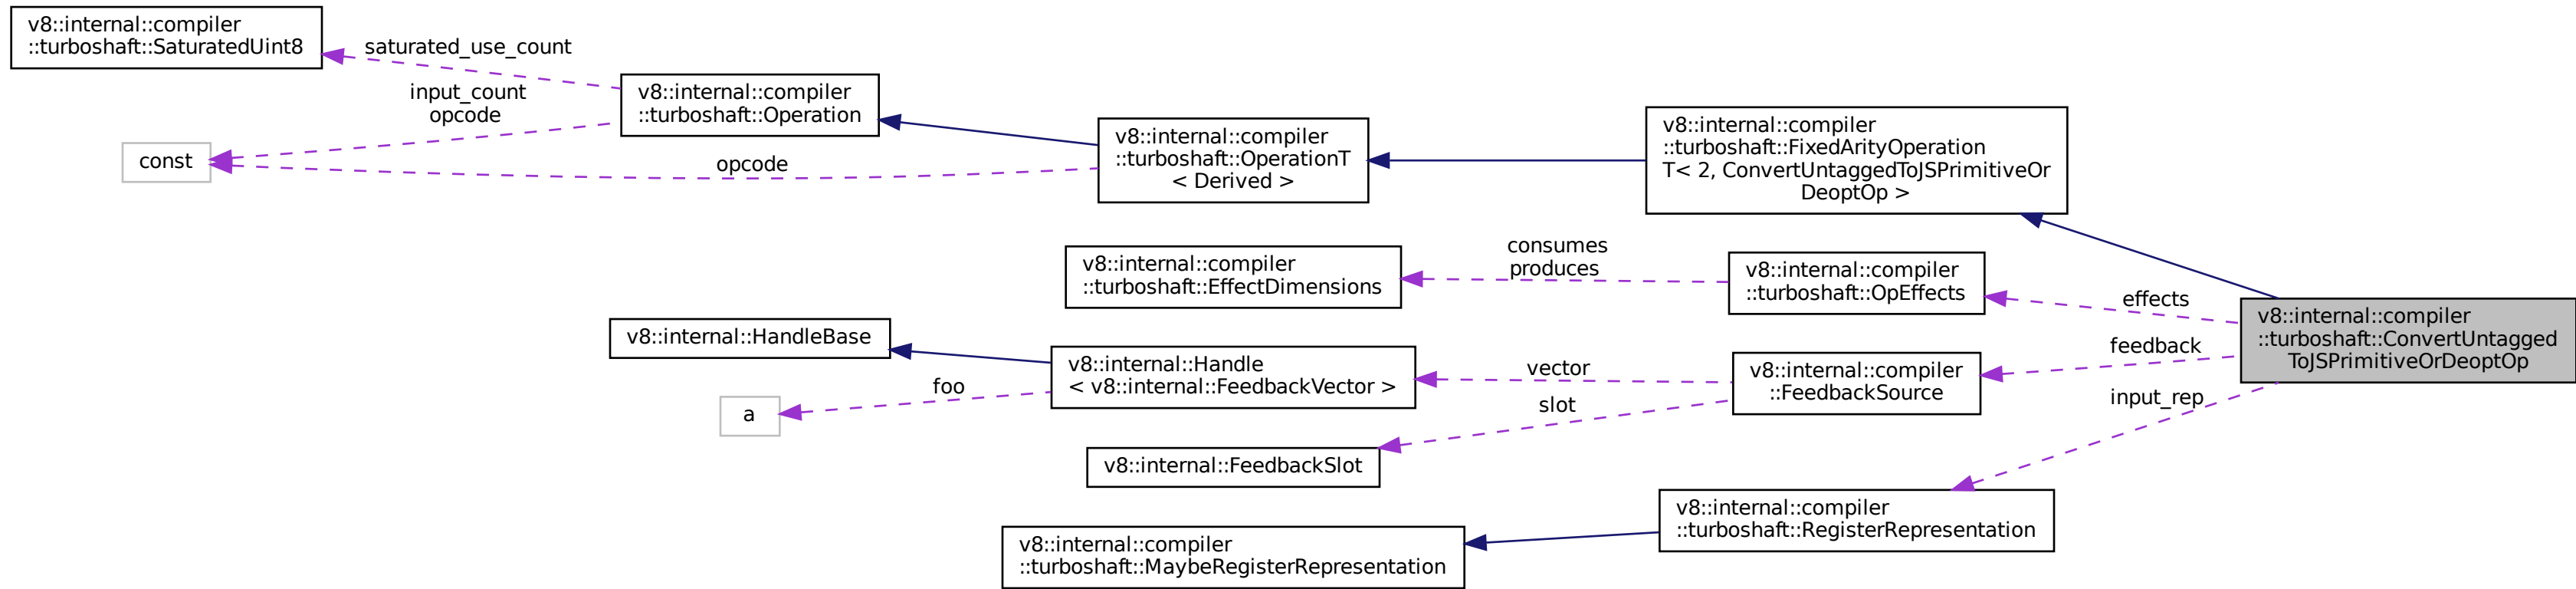 v8::internal::compiler
::turboshaft::SaturatedUint8
saturated_use_count
input_count
opcode
const
opcode
v8::internal::compiler
::turboshaft::Operation
v8::internal::compiler
::turboshaft::OperationT
< Derived >
v8::internal::compiler
::turboshaft::FixedArityOperation
T< 2, ConvertUntaggedToJSPrimitiveOr
DeoptOp >
v8::internal::compiler
::turboshaft::EffectDimensions
consumes
produces
v8::internal::compiler
::turboshaft::OpEffects
effects
v8::internal::HandleBase
foo
a
v8::internal::Handle
< v8::internal::FeedbackVector >
vector
slot
v8::internal::compiler
::FeedbackSource
feedback
input_rep
v8::internal::compiler
::turboshaft::ConvertUntagged
ToJSPrimitiveOrDeoptOp
v8::internal::FeedbackSlot
v8::internal::compiler
::turboshaft::RegisterRepresentation
v8::internal::compiler
::turboshaft::MaybeRegisterRepresentation